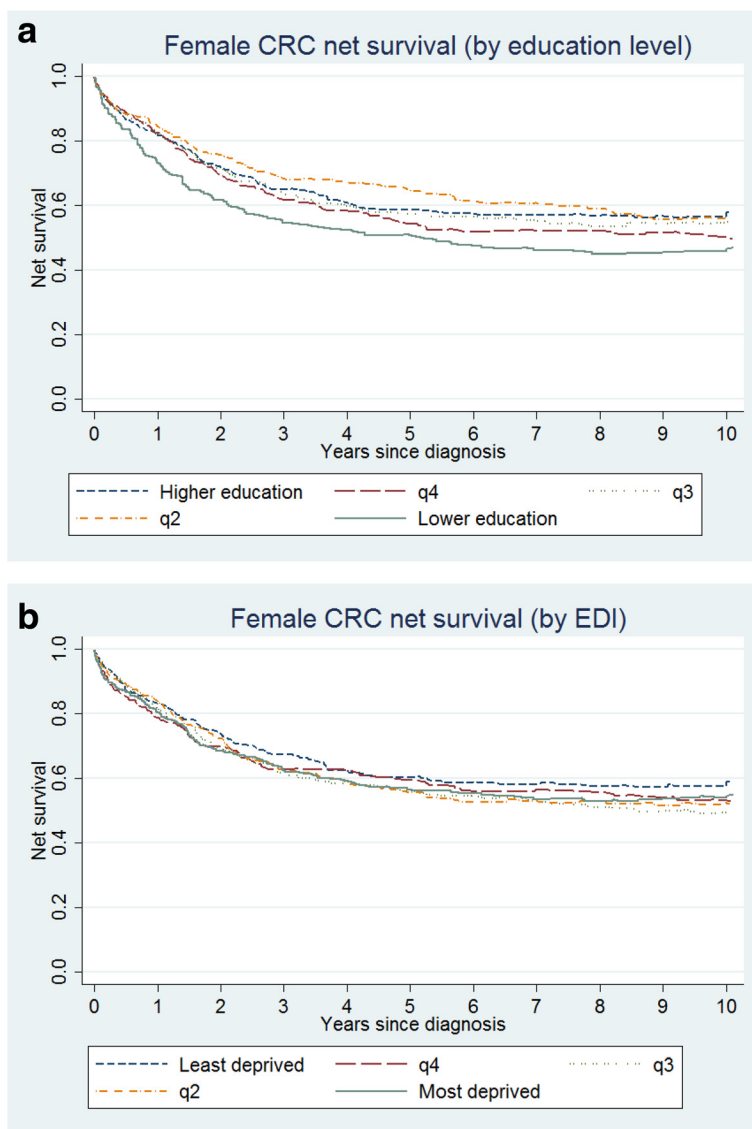 a
Female CRC net survival (by education level)
Net survival
1.0
0.8
0.6
0.4
0.2
0.0
0 1 2 3 4 5 6 7 8 9 10
Years since diagnosis
Higher education q4 q3
q2 Lower education
b
Female CRC net survival (by EDI)
Net survival
1.0
0.8
0.6
0.4
0.2
0.0
0 1 2 3 4 5 6 7 8 9 10
Years since diagnosis
Least deprived q4 q3
q2 Most deprived